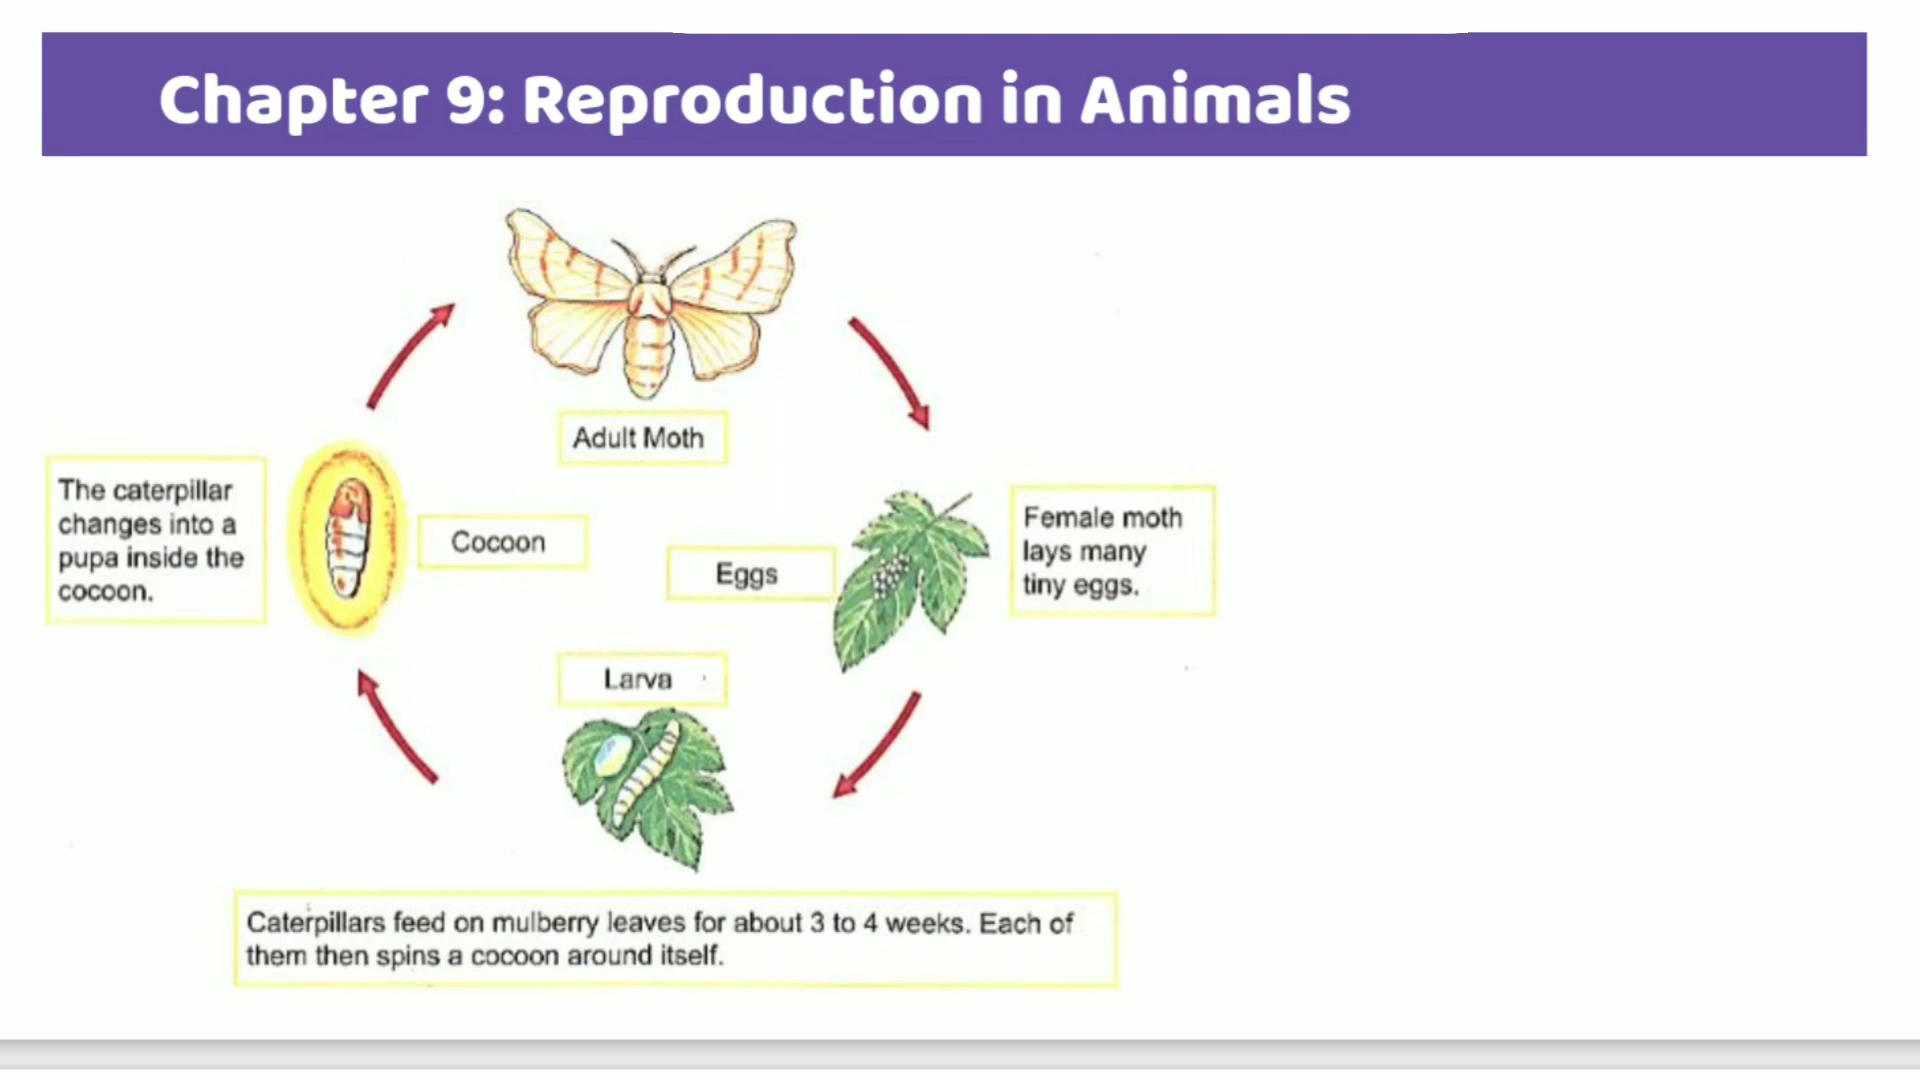 Chapter 9: Reproduction in Animals
Adult Moth
The caterpillar
changes into a
pupa inside the
cocoon.
Cocoon
Eggs
Female moth
lays many
tiny eggs.
Larva
Caterpillars feed on mulberry leaves for about 3 to 4 weeks. Each of
them then spins a cocoon around itself.